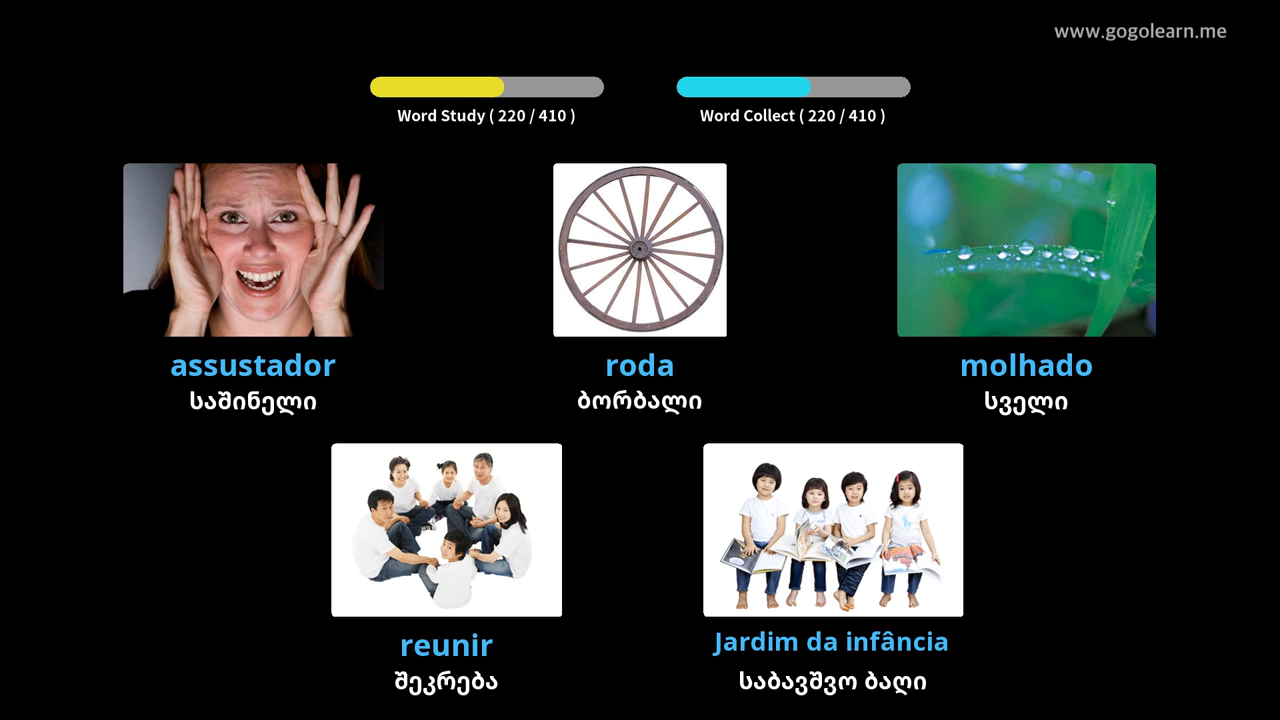 www.gogolearn.me
Word Study ( 220 / 410 )
Word Collect ( 220 / 410 )
assustador
საშინელი
roda
ბორბალი
molhado
სველი
reunir
შეკრება
Jardim da infância
საბავშვო ბაღი